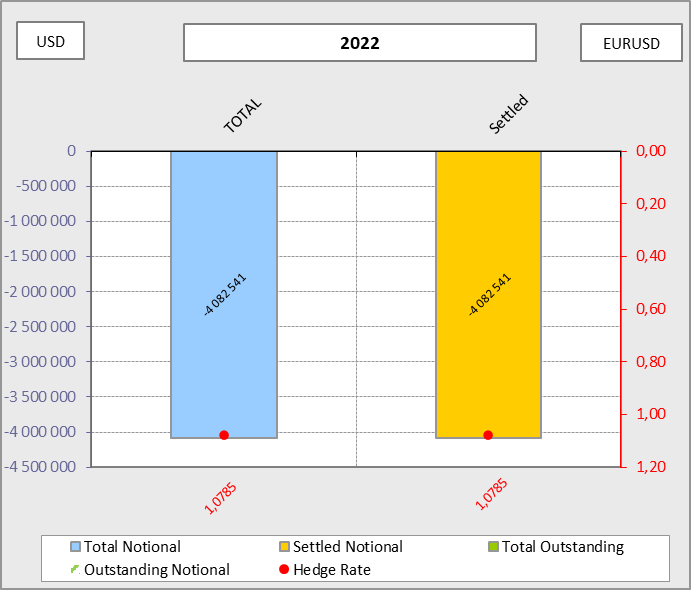 USD
2022
EURUSD
TOTAL
Settled
0
-500 000
-1 000 000
-1 500 000
-2 000 000
-2 500 000
-3 000 000
-3 500 000
-4 000 000
-4 500 000
-4 082 541
-4 082 541
0,00
0,20
0,40
0,60
0,80
1,00
1,20
1,0785
1,0785
Total Notional
Settled Notional
Total Outstanding
Outstanding Notional
Hedge Rate